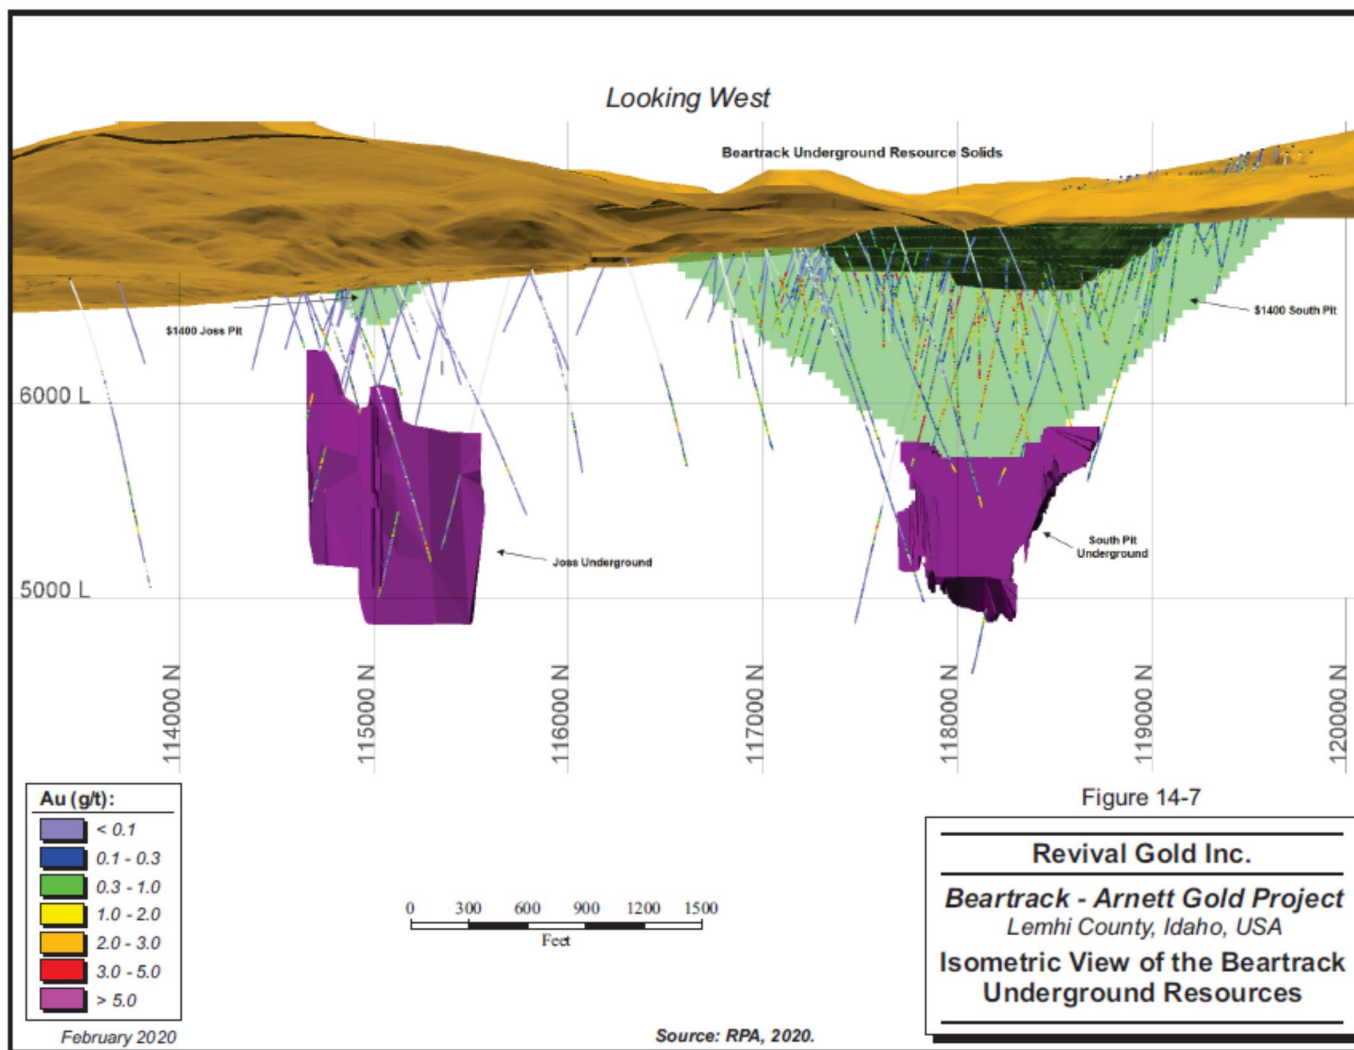 Looking West
Beartrack Underground Resource Solids
$1400 Joss Pit
$1400 South Pit
6000 L
South Pit
Underground
Joss Underground
5000 L
114000 N
115000 N
116000 N
117000 N
118000 N
119000 N
120000 N
Au (g/t):
< 0.1
0.1 - 0.3
0.3 - 1.0
1.0 - 2.0
2.0 - 3.0
3.0 - 5.0
> 5.0
February 2020
0 300 600 900 1200 1500
Feet
Source: RPA, 2020.
Figure 14-7
Revival Gold Inc.
Beartrack - Arnett Gold Project
Lemhi County, Idaho, USA
Isometric View of the Beartrack
Underground Resources